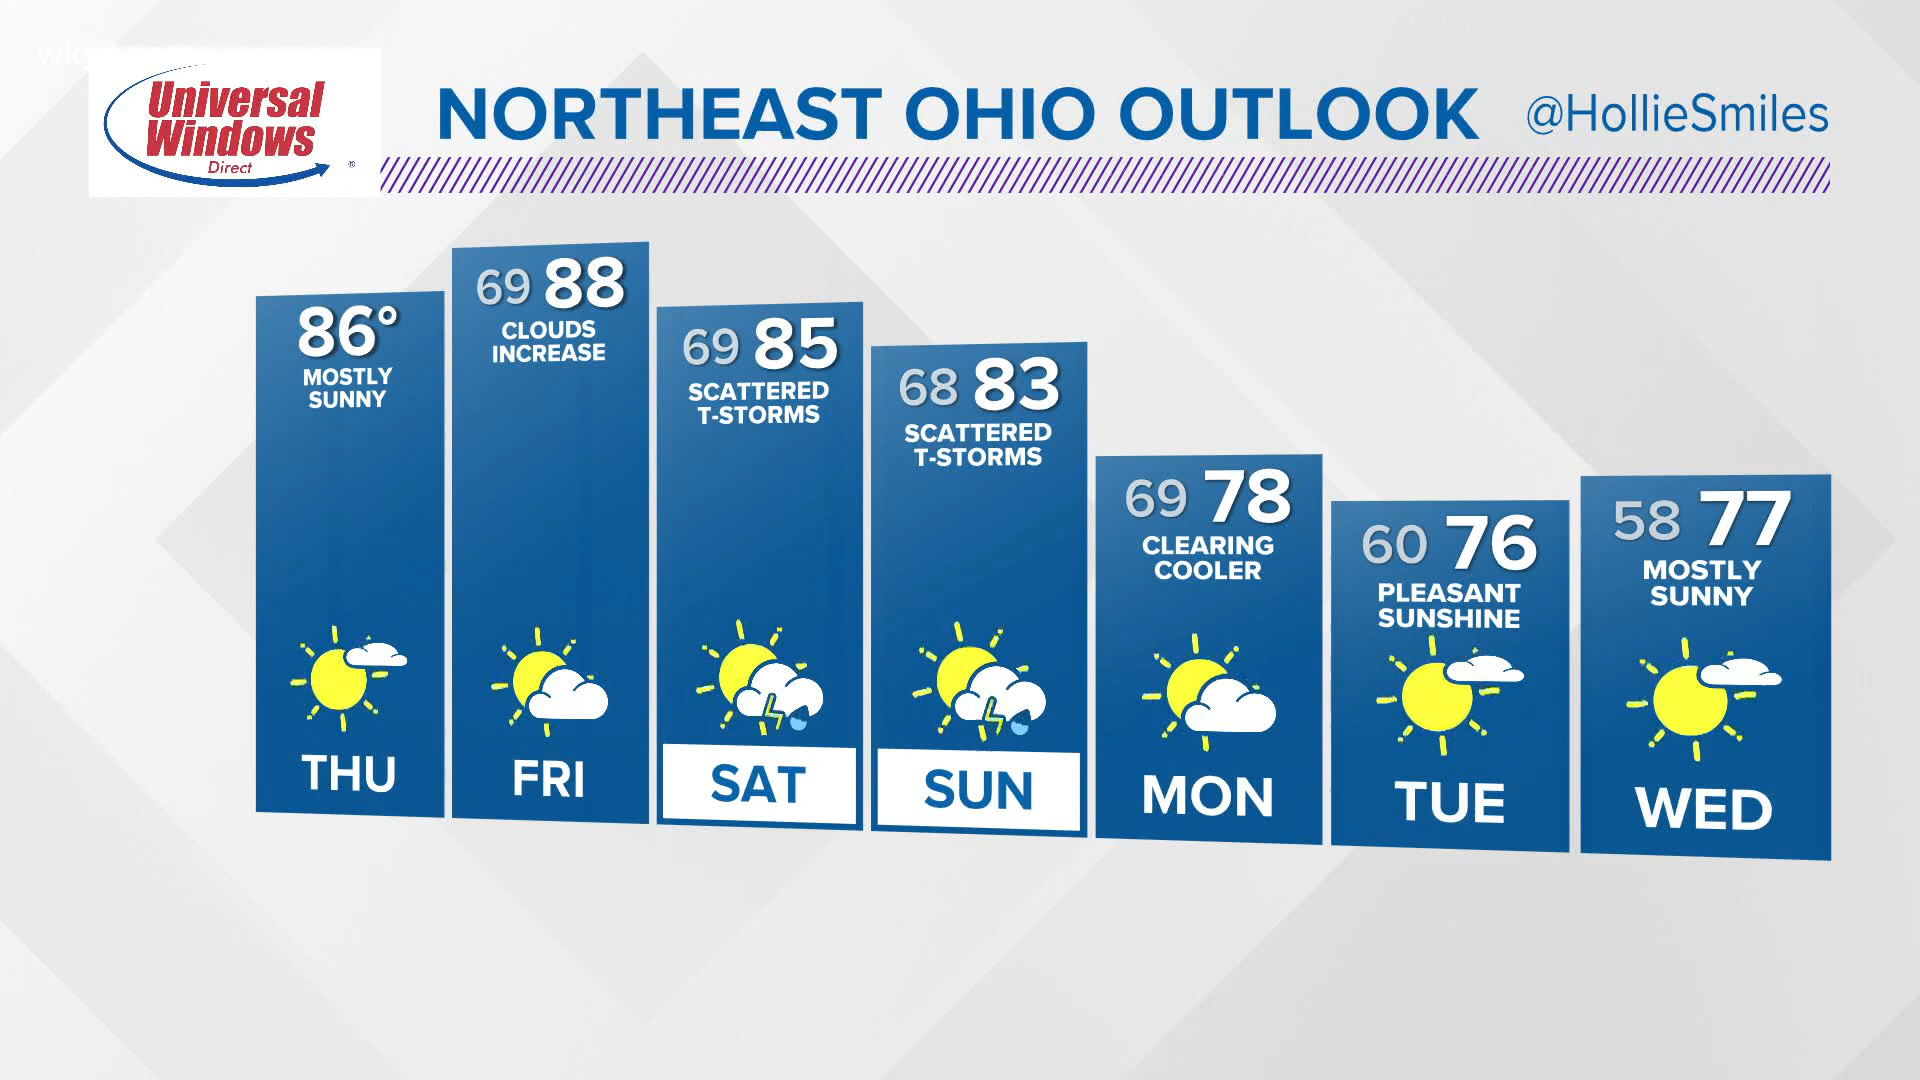 Universal
Windows
Direct
®
NORTHEAST OHIO OUTLOOK
@HollieSmiles
86°
MOSTLY
SUNNY
THU
69 88
CLOUDS
INCREASE
FRI
69 85
SCATTERED
T-STORMS
SAT
68 83
SCATTERED
T-STORMS
SUN
69 78
CLEARING
COOLER
MON
60 76
PLEASANT
SUNSHINE
TUE
58 77
MOSTLY
SUNNY
WED